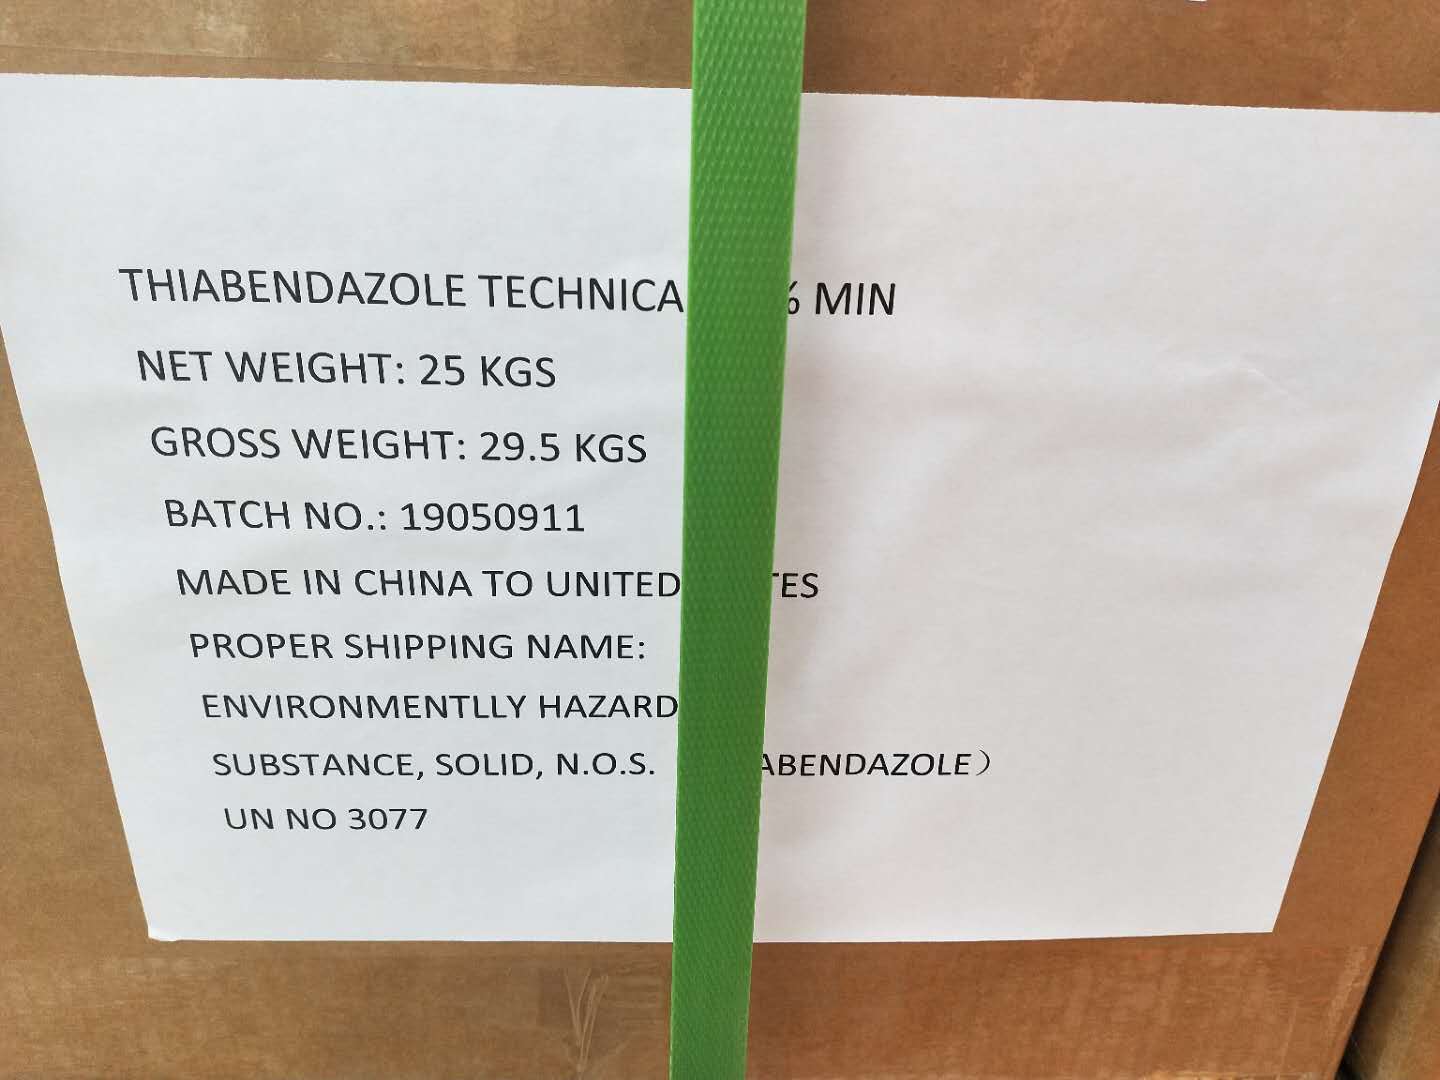 THIABENDAZOLE TECHNICA % MIN
NET WEIGHT: 25 KGS
GROSS WEIGHT: 29.5 KGS
BATCH NO.: 19050911
MADE IN CHINA TO UNITED TES
PROPER SHIPPING NAME:
ENVIRONMENTLLY HAZARD
SUBSTANCE, SOLID, N.O.S. ABENDAZOLE）
UN NO 3077